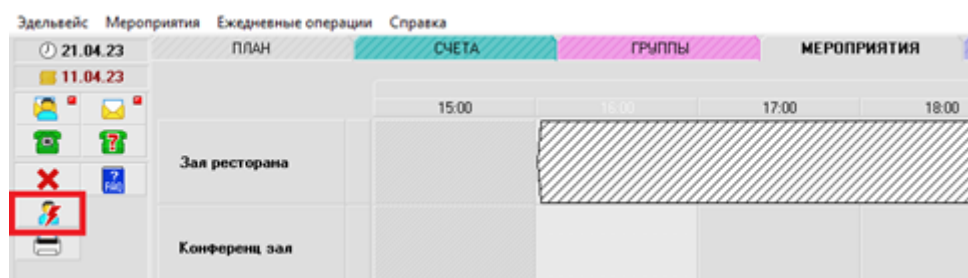 Эдельвейс Мероприятия Ежедневные операции Справка
21.04.23 ПЛАН СЧЕТА ГРУППЫ МЕРОПРИЯТИЯ
11.04.23
15:00 16:00 17:00 18:00
?
Зал ресторана
? FAQ
Конференц зал